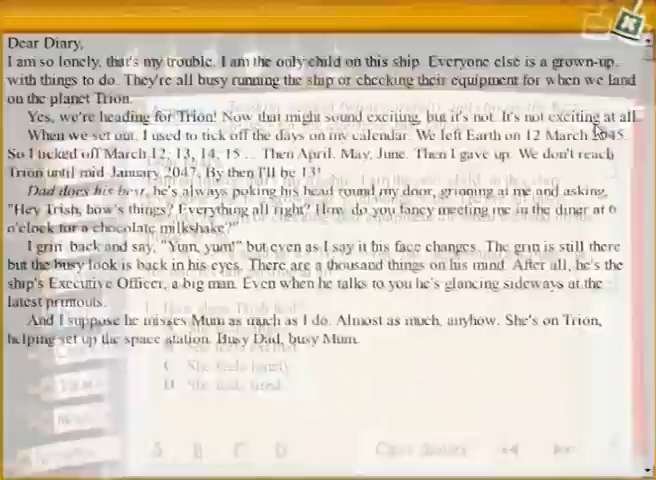 Dear Diary,
I am so lonely, that's my trouble. I am the only child on this ship. Everyone else is a grown-up,
with things to do. They're all busy running the ship or checking their equipment for when we land
on the planet Trion.
Yes, we're heading for Trion! Now that might sound exciting, but it's not. It's not exciting at all.
When we set out, I used to tick off the days on my calendar. We left Earth on 12 March 2045.
So I ticked off March 12, 13, 14, 15... Then April, May, June. Then I gave up. We don't reach
Trion until mid January 2047. By then I'll be 13!
Dad does his best, he's always poking his head round my door, grinning at me and asking,
"Hey Trish, how's things? Everything all right? How do you fancy meeting me in the diner at 6
o'clock for a chocolate milkshake?"
I grin back and say, "Yum, yum!" but even as I say it his face changes. The grin is still there
but the busy look is back in his eyes. There are a thousand things on his mind. After all, he's the
ship's Executive Officer, a big man. Even when he talks to you he's glancing sideways at the
latest printouts.
And I suppose he misses Mum as much as I do. Almost as much, anyhow. She's on Trion,
helping set up the space station. Busy Dad, busy Mum.
C She feels lonely
D She feels tired
A B C D